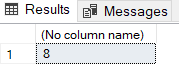 Results Messages
(No column name)
1 8